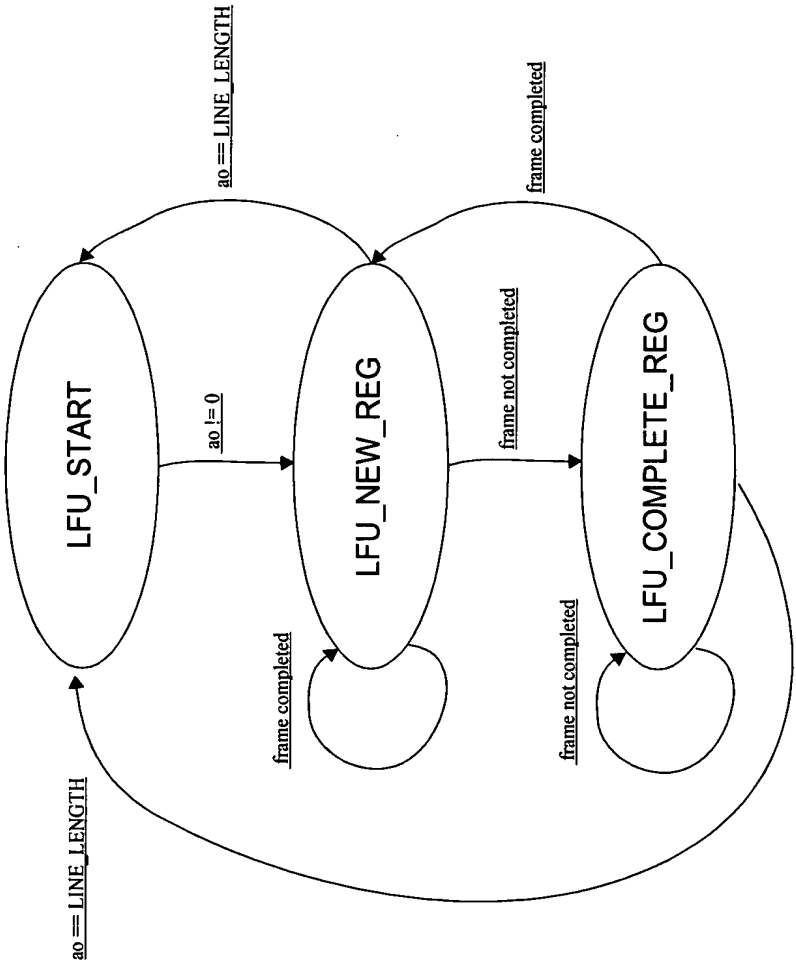 ao == LINE_LENGTH
frame completed
LFU_START
ao != 0
LFU_NEW_REG
frame not completed
LFU_COMPLETE_REG
frame completed
frame not completed
ao == LINE_LENGTH